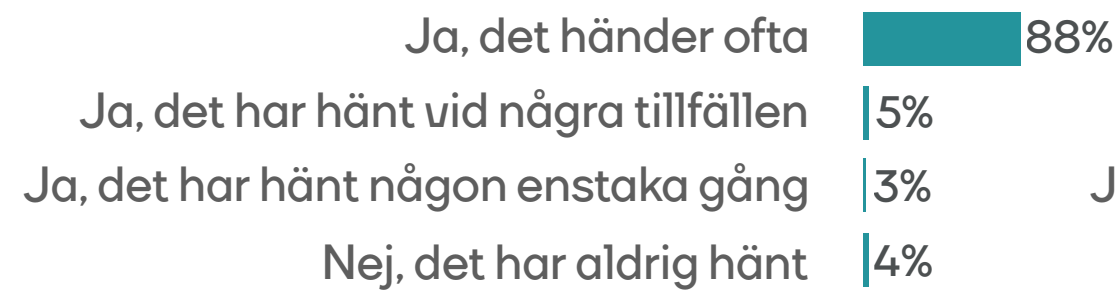 Ja, det händer ofta 88%
Ja, det har hänt vid några tillfällen 5%
Ja, det har hänt någon enstaka gång 3% J
Nej, det har aldrig hänt 4%